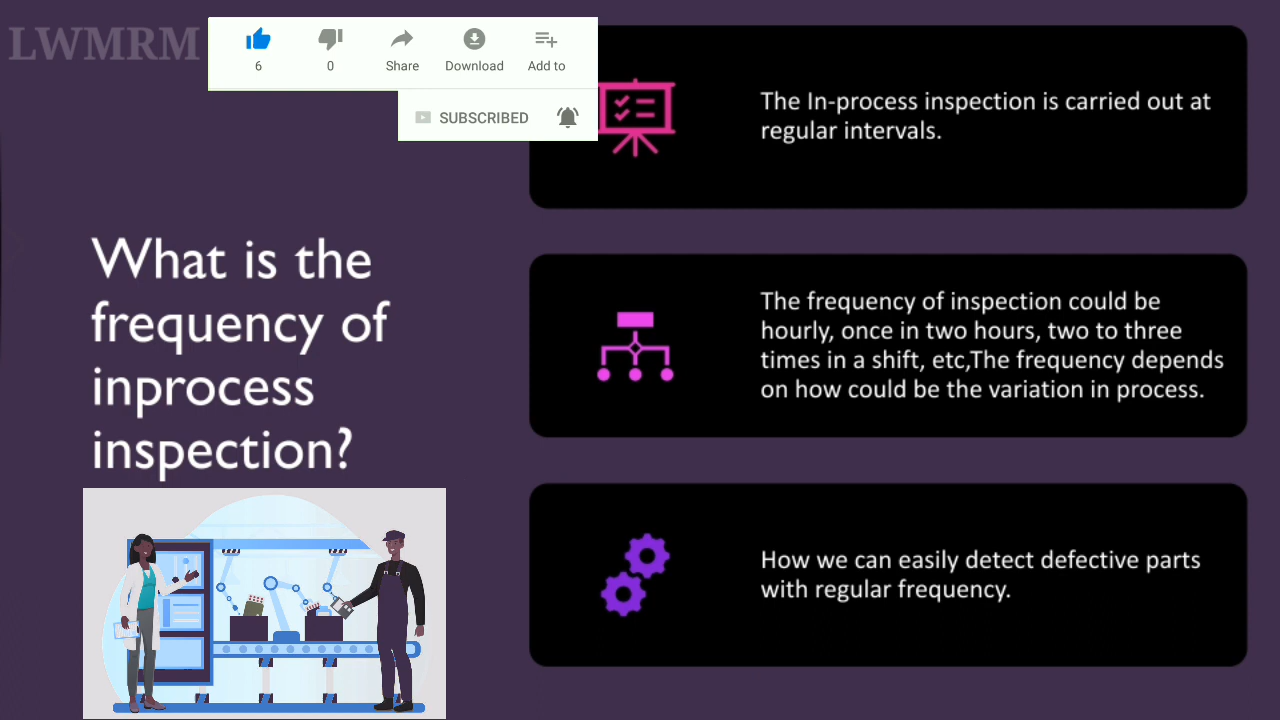 LWMRM
6
0
Share
Download
Add to
SUBSCRIBED
What is the
frequency of
inprocess
inspection?
The In-process inspection is carried out at
regular intervals.
The frequency of inspection could be
hourly, once in two hours, two to three
times in a shift, etc,The frequency depends
on how could be the variation in process.
How we can easily detect defective parts
with regular frequency.